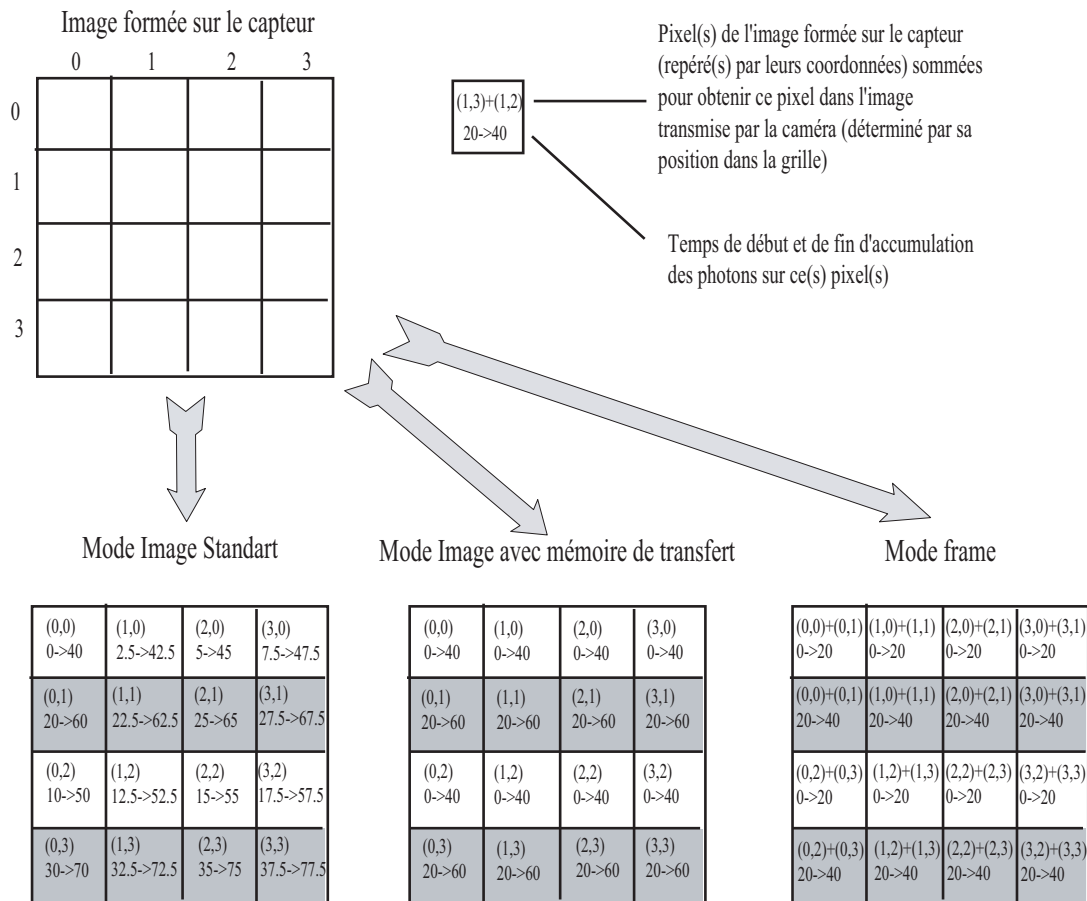 Image formée sur le capteur
0 1 2 3
0
1
2
3
(1,3)+(1,2)
20->40
Pixel(s) de l'image formée sur le capteur
(repéré(s) par leurs coordonnées) sommées
pour obtenir ce pixel dans l'image
transmise par la caméra (déterminé par sa
position dans la grille)
Temps de début et de fin d'accumulation
des photons sur ce(s) pixel(s)
Mode Image Standart
(0,0) (1,0) (2,0) (3,0)
0->40 2.5->42.5 5->45 7.5->47.5
(0,1) (1,1) (2,1) (3,1)
20->60 22.5->62.5 25->65 27.5->67.5
(0,2) (1,2) (2,2) (3,2)
10->50 12.5->52.5 15->55 17.5->57.5
(0,3) (1,3) (2,3) (3,3)
30->70 32.5->72.5 35->75 37.5->77.5
Mode Image avec mémoire de transfert
(0,0) (1,0) (2,0) (3,0)
0->40 0->40 0->40 0->40
(0,1) (1,1) (2,1) (3,1)
20->60 20->60 20->60 20->60
(0,2) (1,2) (2,2) (3,2)
0->40 0->40 0->40 0->40
(0,3) (1,3) (2,3) (3,3)
20->60 20->60 20->60 20->60
Mode frame
(0,0)+(0,1) (1,0)+(1,1) (2,0)+(2,1) (3,0)+(3,1)
0->20 0->20 0->20 0->20
(0,0)+(0,1) (1,0)+(1,1) (2,0)+(2,1) (3,0)+(3,1)
20->40 20->40 20->40 20->40
(0,2)+(0,3) (1,2)+(1,3) (2,2)+(2,3) (3,2)+(3,3)
0->20 0->20 0->20 0->20
(0,2)+(0,3) (1,2)+(1,3) (2,2)+(2,3) (3,2)+(3,3)
20->40 20->40 20->40 20->40